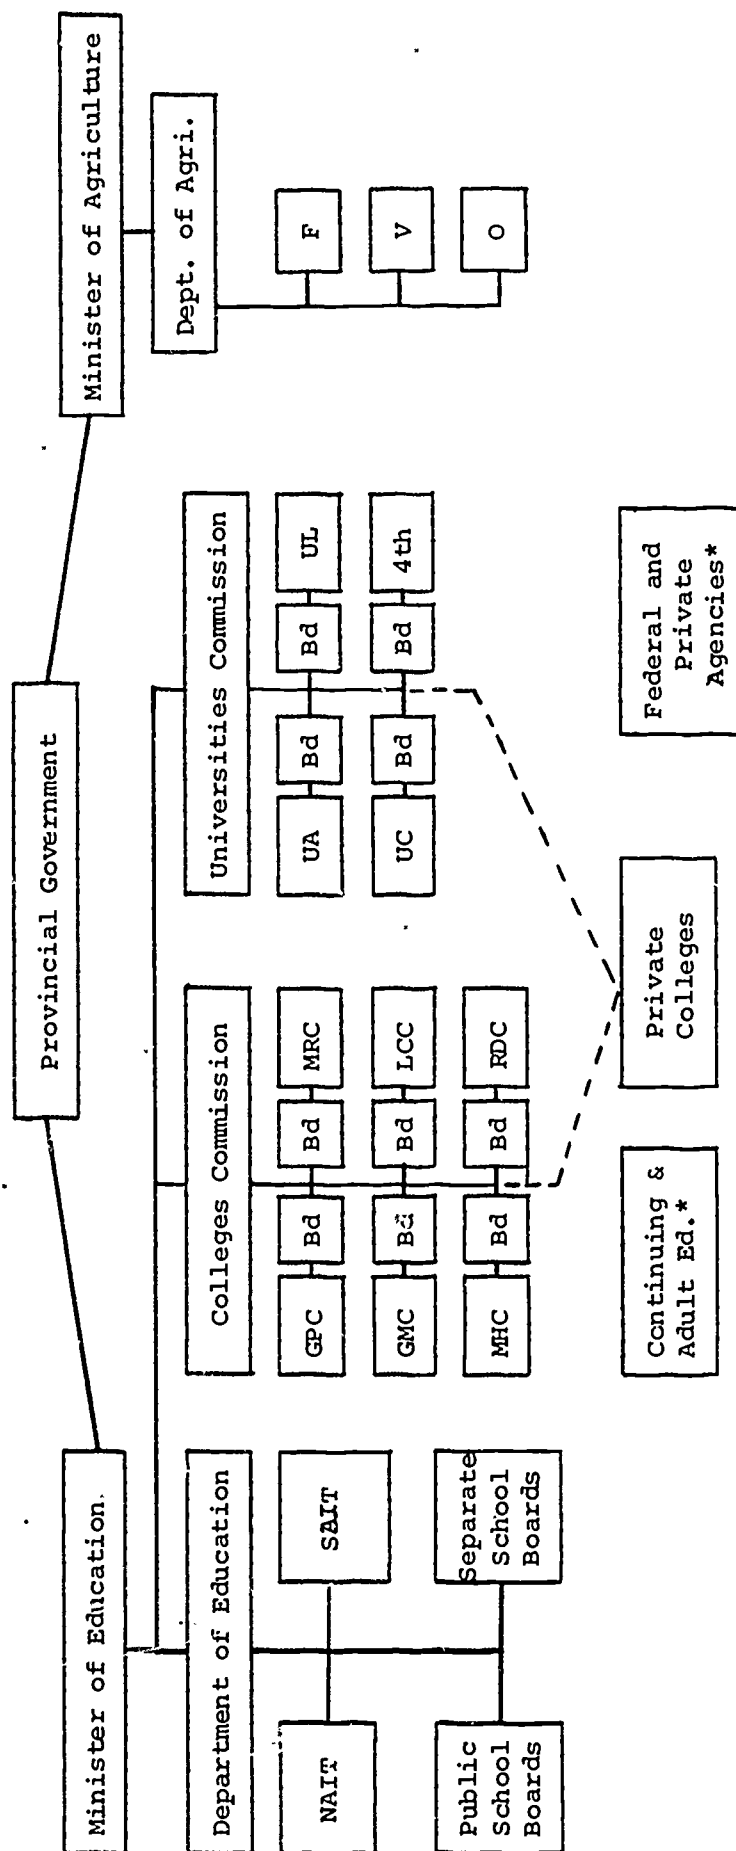 Provincial Government
Minister of Education
Minister of Agriculture
Department of Education
Colleges Commission
Universities Commission
Dept. of Agri.
NAIT
SAIT
GPC
Bd
Bd
MRC
UA
Bd
Bd
UL
F
GMC
Bd
Bd
LCC
UC
Bd
Bd
4th
V
Public
School
Boards
Separate
School
Boards
MHC
Bd
Bd
RDC
O
Continuing &
Adult Ed.*
Private
Colleges
Federal and
Private
Agencies*